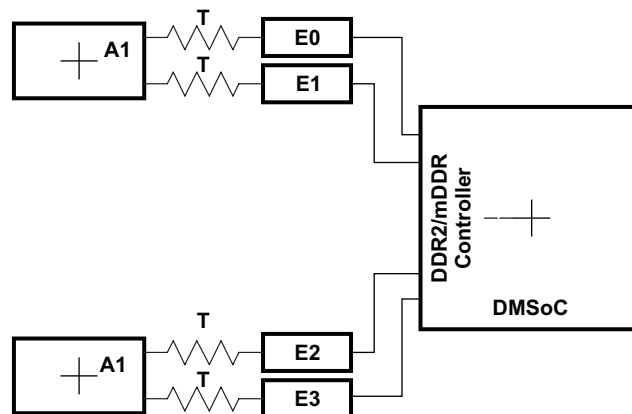 T
A1
E0
T
E1
DDR2/mDDR
Controller
DMSoC
T
A1
E2
T
E3